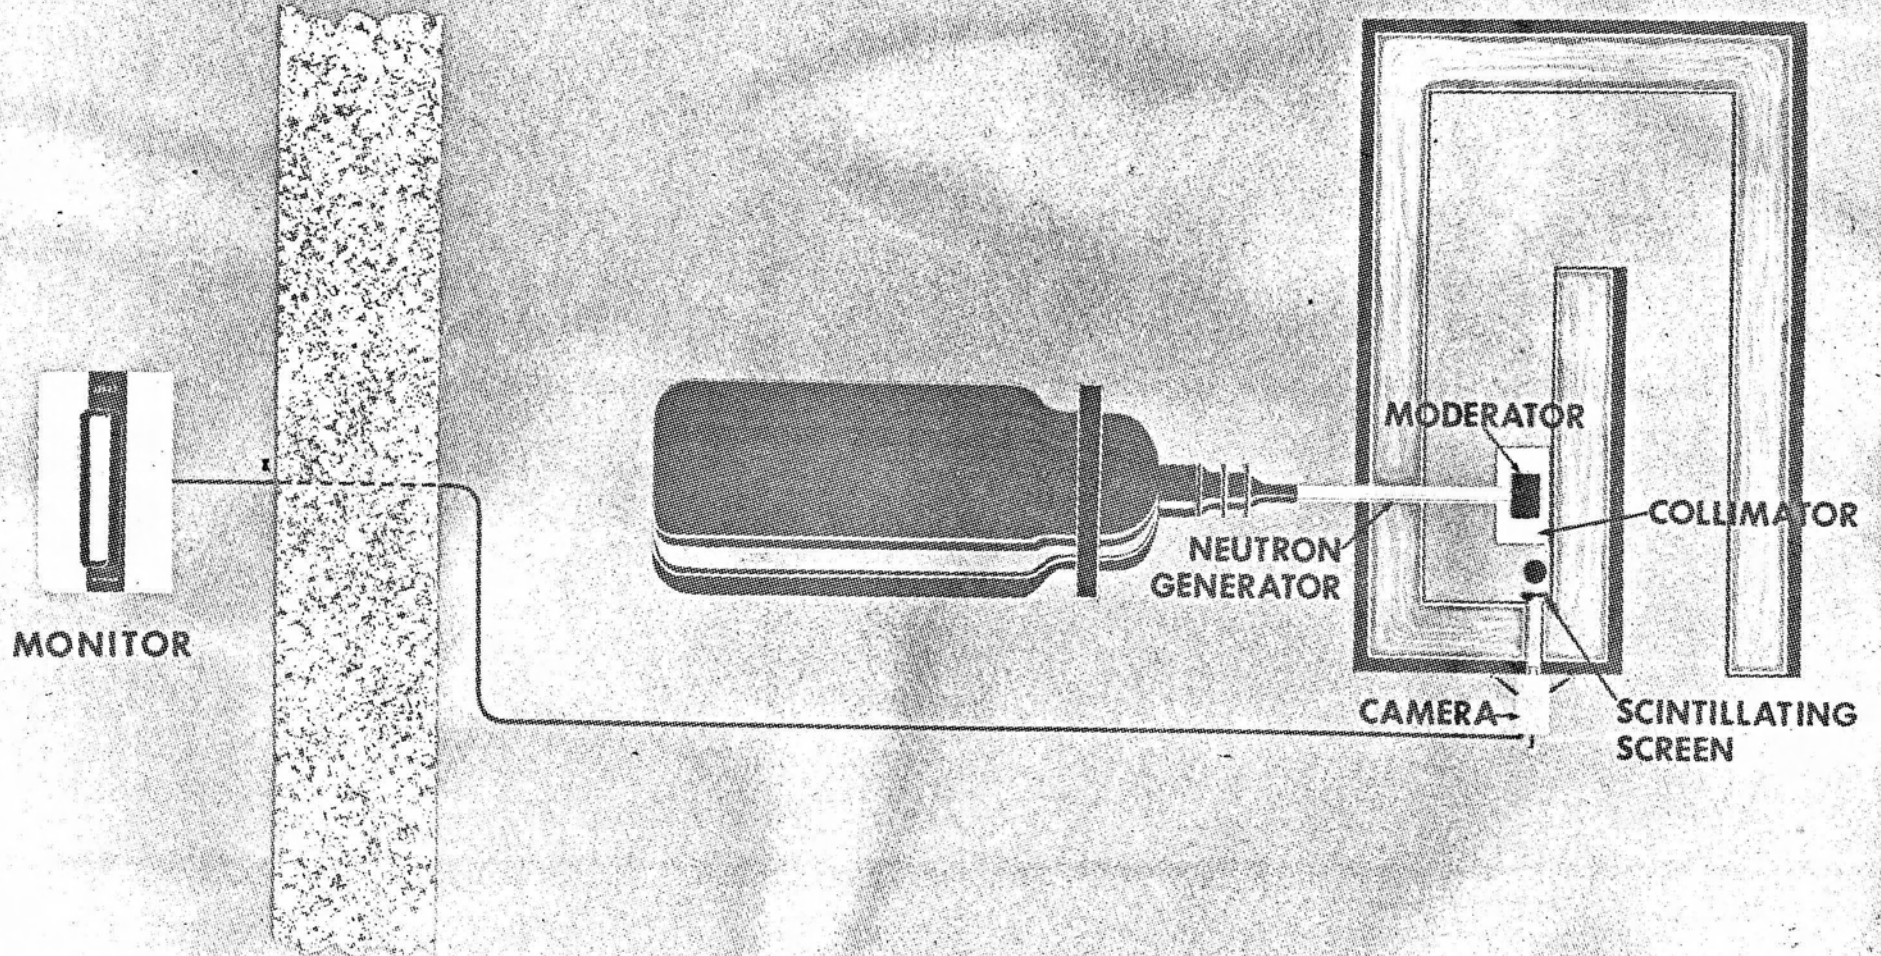 MONITOR
MODERATOR
COLLIMATOR
NEUTRON
GENERATOR
CAMERA
SCINTILLATING
SCREEN